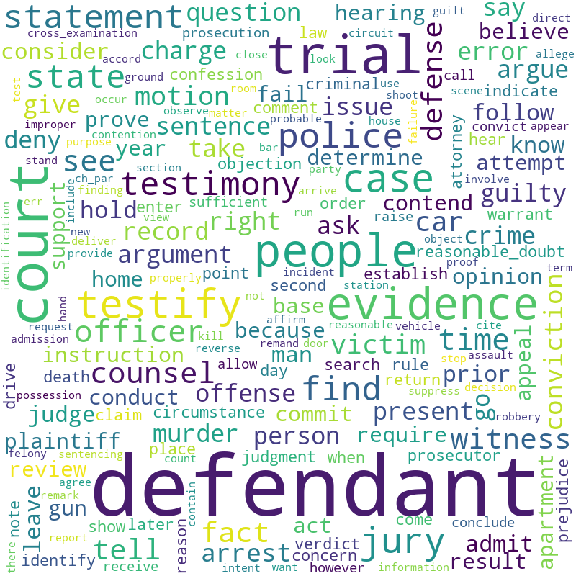 statement
question
hearing
say
cross_examination
prosecution
law
guilt
direct
trial
circuit
believe
consider
charge
accord
close
look
allege
state
confession
ground
error
test
give
occur
motion
criminal
use
call
scene
indicate
argue
defense
observe
room
matter
shoot
fail
comment
issue
failure
improper
prove
probable
house
follow
deny
purpose
contention
sentence
police
attorney
convict
appear
stand
see
year
take
objection
bar
determine
hear
know
err
section
party
attempt
finding
testimony
case
involve
identification
court
support
include
ch_par
sufficient
arrive
contend
guilty
new
hold
enter
order
raise
warrant
deliver
view
right
run
ask
car
crime
provide
record
people
object
reasonable_doubt
home
point
incident
establish
proof
term
argument
second
station
opinion
hand
testify
not
base
evidence
request
affirm
reasonable
vehicle
cite
admission
officer
kill
door
because
remand
victim
time
appeal
conviction
instruction
reverse
man
search
rule
stop
assault
drive
death
allow
day
return
decision
possession
counsel
find
prior
suppress
robbery
conduct
offense
go
judge
claim
circumstance
commit
present
felony
sentencing
place
murder
person
require
witness
plaintiff
count
judgment
when
prosecutor
review
agree
contain
defendant
apartment
prejudice
leave
remark
note
gun
show
later
reason
fact
act
come
conclude
there
tell
verdict
jury
admit
report
arrest
concern
identify
receive
intent
want
however
information
result